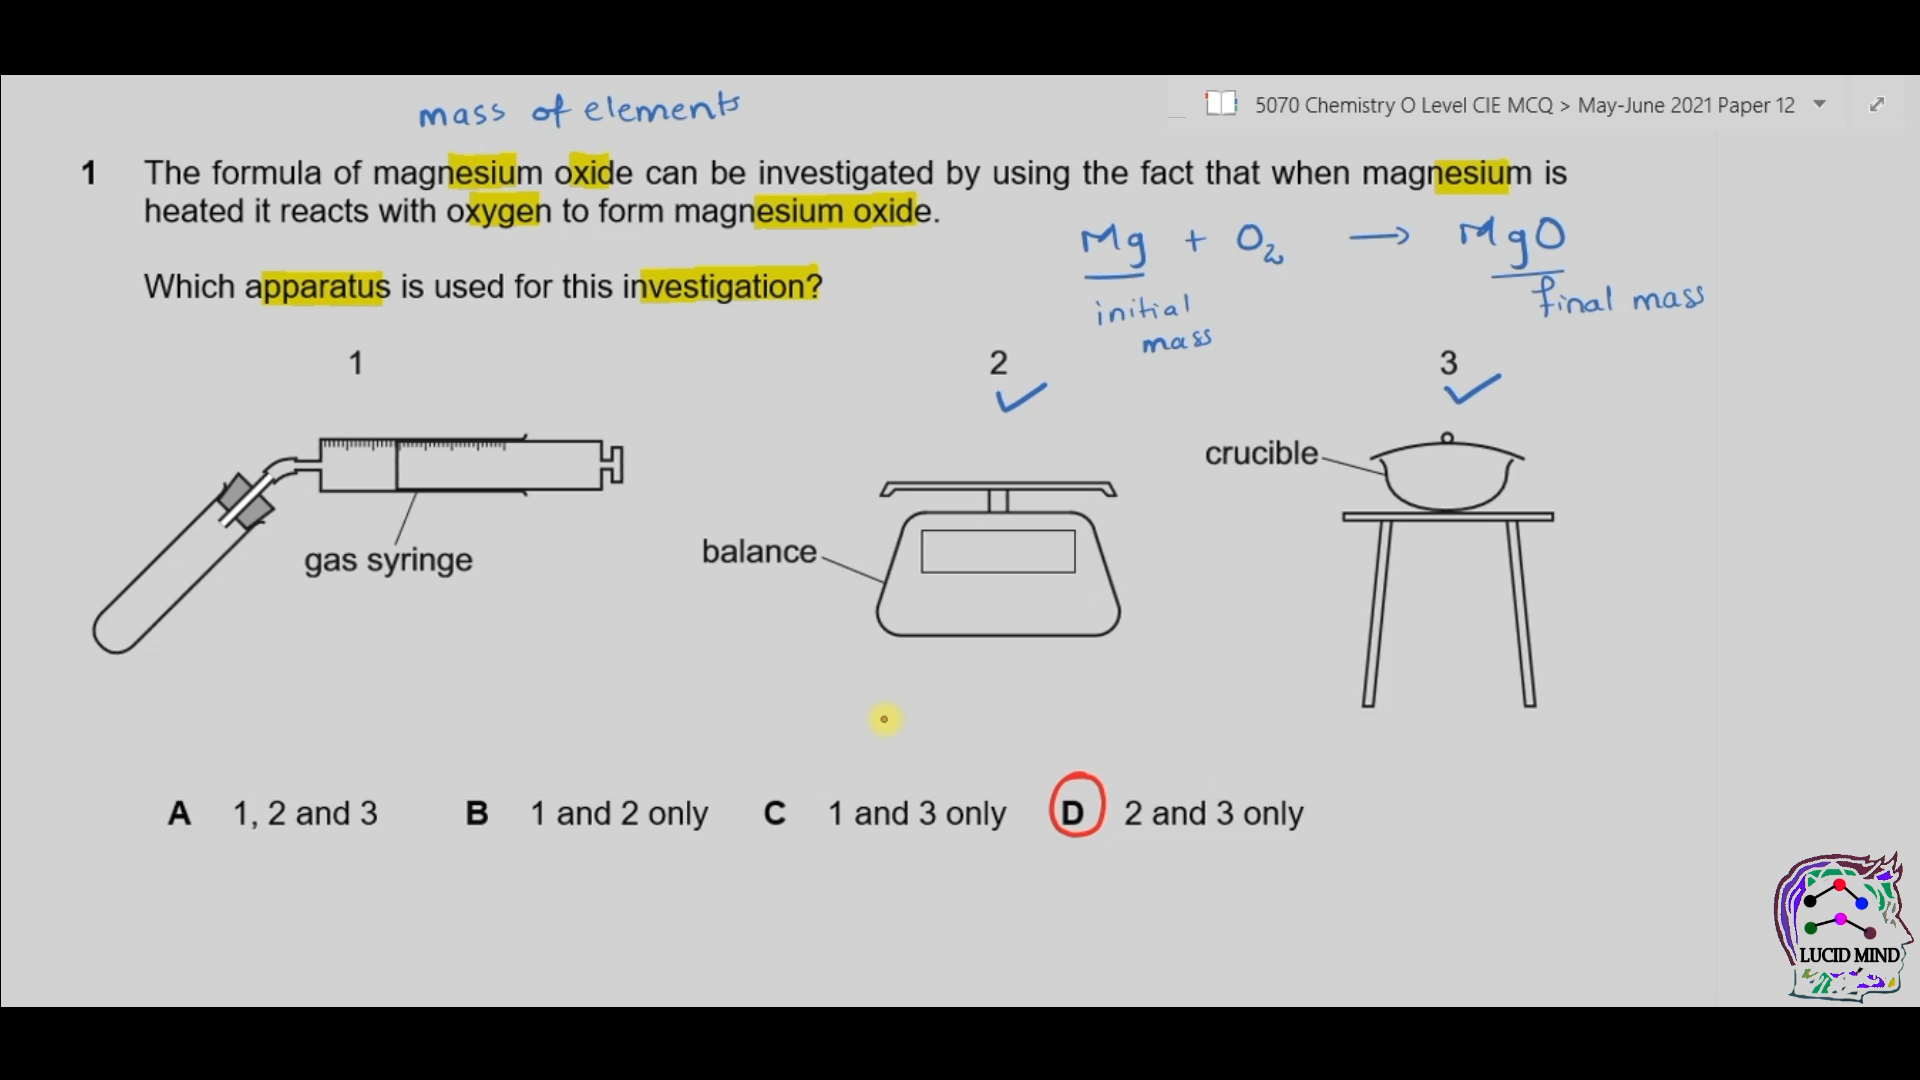 mass of elements
5070 Chemistry O Level CIE MCQ > May-June 2021 Paper 12
1 The formula of magnesium oxide can be investigated by using the fact that when magnesium is
heated it reacts with oxygen to form magnesium oxide.
Mg + O₂ → MgO
Which apparatus is used for this investigation?
initial
mass
final mass
1
2
3
crucible
gas syringe
balance
A 1, 2 and 3 B 1 and 2 only C 1 and 3 only D 2 and 3 only
LUCID MIND